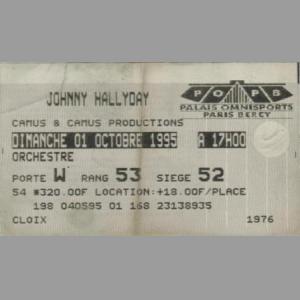 JOHNNY HALLYDAY
POPB
PALAIS OMNISPORTS
PARIS BERCY
CAMUS & CAMUS PRODUCTIONS
DIMANCHE 01 OCTOBRE 1995 A 17H00
ORCHESTRE
PORTE W RANG 53 SIEGE 52
54 *320.00F LOCATION:+18.00F/PLACE
198 040595 01 168 23138935
CLOIX 1976